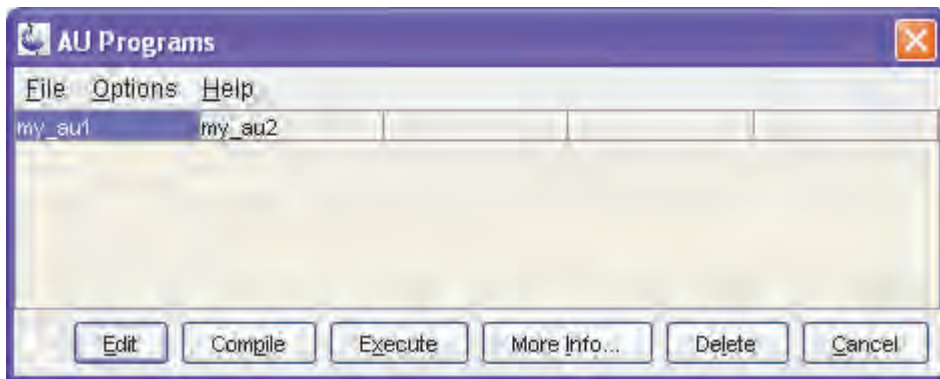 AU Programs
File Options Help
my_au1 my_au2
Edit Compile Execute More Info... Delete Cancel